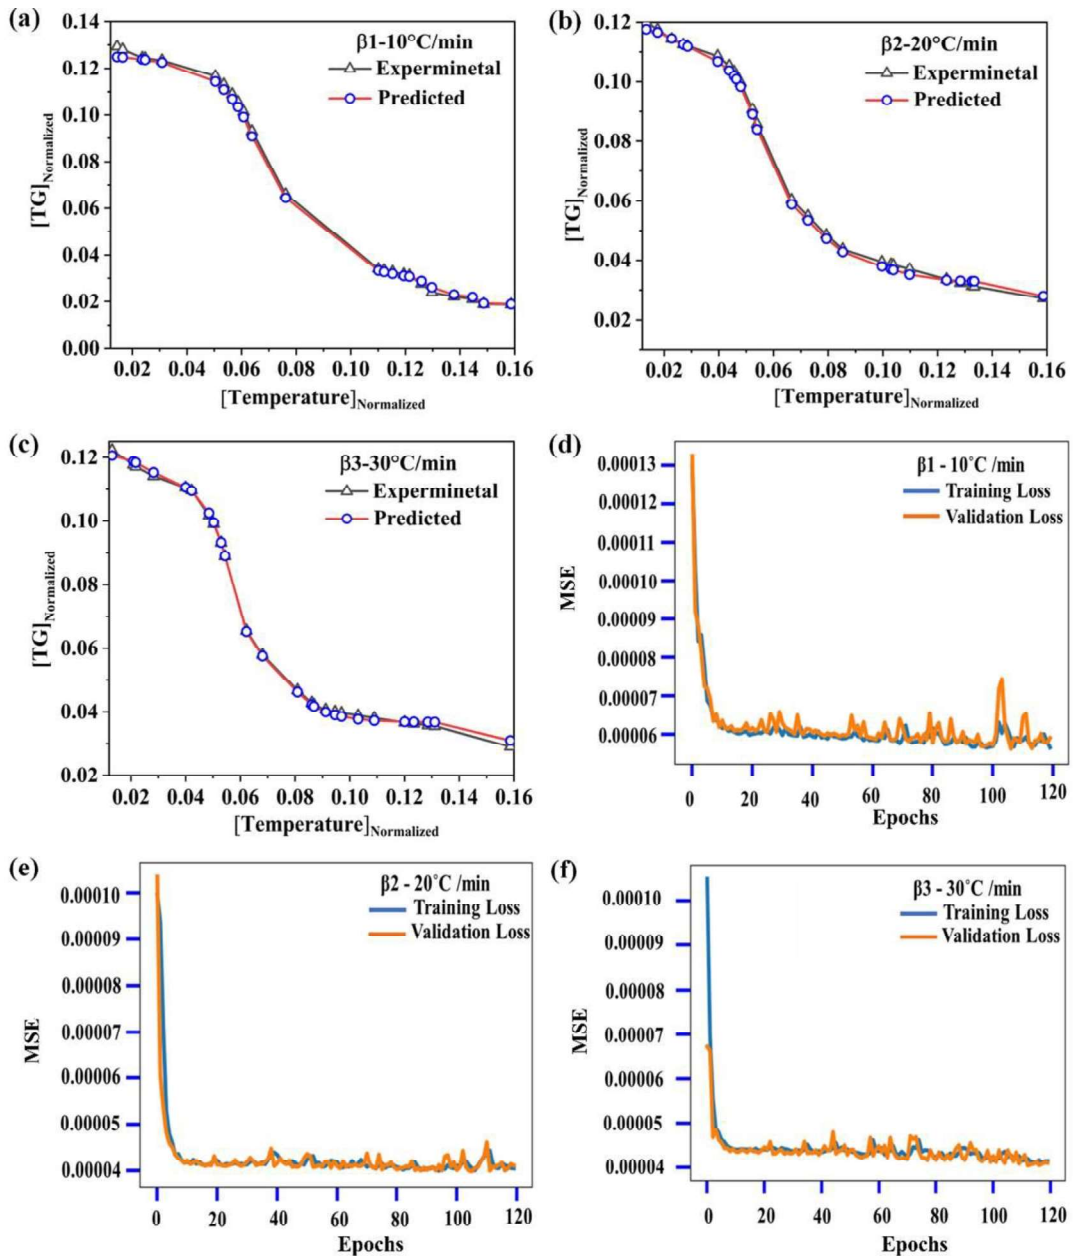 (a)
0.14
0.12
0.10
0.08
0.06
0.04
0.02
0.00
[TG]Normalized
β1-10°C/min
Experminetal
Predicted
0.02 0.04 0.06 0.08 0.10 0.12 0.14 0.16
[Temperature]Normalized
(b)
0.12
0.10
0.08
0.06
0.04
0.02
[TG]Normalized
β2-20°C/min
Experminetal
Predicted
0.02 0.04 0.06 0.08 0.10 0.12 0.14 0.16
[Temperature]Normalized
(c)
0.12
0.10
0.08
0.06
0.04
0.02
[TG]Normalized
β3-30°C/min
Experminetal
Predicted
0.02 0.04 0.06 0.08 0.10 0.12 0.14 0.16
[Temperature]Normalized
(d)
0.00013
0.00012
0.00011
0.00010
0.00009
0.00008
0.00007
0.00006
MSE
β1 - 10°C /min
Training Loss
Validation Loss
0 20 40 60 80 100 120
Epochs
(e)
0.00010
0.00009
0.00008
0.00007
0.00006
0.00005
0.00004
MSE
β2 - 20°C /min
Training Loss
Validation Loss
0 20 40 60 80 100 120
Epochs
(f)
0.00010
0.00009
0.00008
0.00007
0.00006
0.00005
0.00004
MSE
β3 - 30°C /min
Training Loss
Validation Loss
0 20 40 60 80 100 120
Epochs